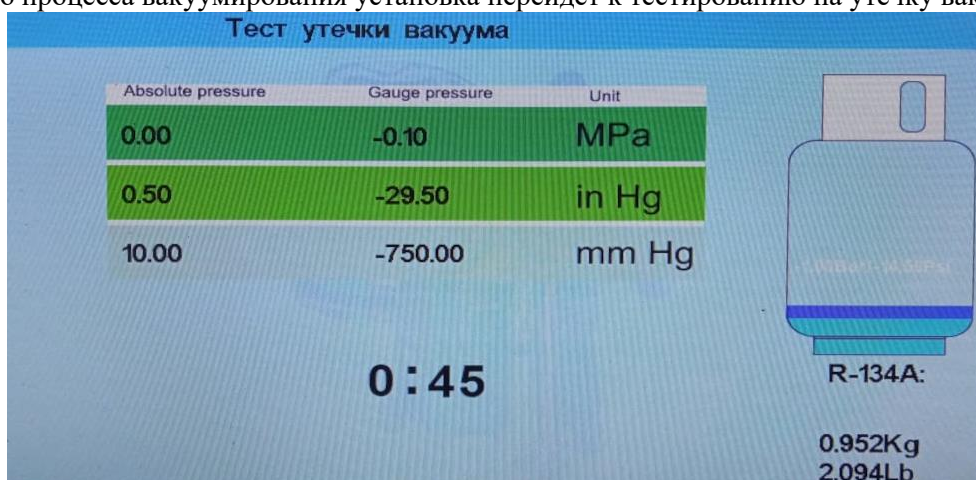 процесса вакуумирования установка перейдет к тестированию на утечку
Тест утечки вакуума
Absolute pressure Gauge pressure Unit
0.00 -0.10 MPa
0.50 -29.50 in Hg
10.00 -750.00 mm Hg
0:45
R-134A:
0.952Kg
2.094Lb